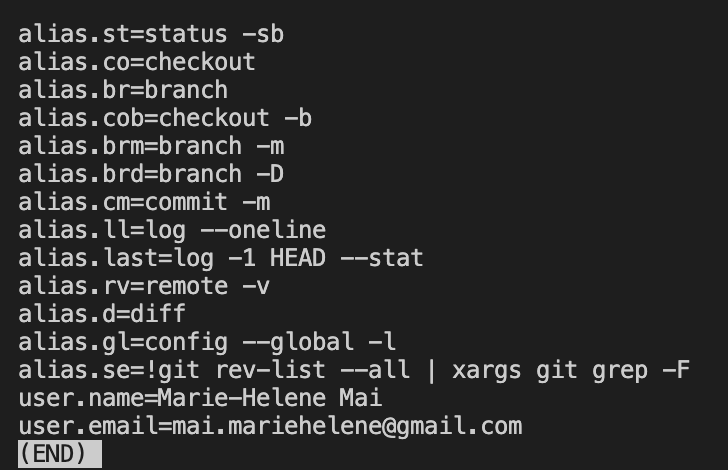 alias.st=status -sb
alias.co=checkout
alias.br=branch
alias.cob=checkout -b
alias.brm=branch -m
alias.brd=branch -D
alias.cm=commit -m
alias.ll=log --oneline
alias.last=log -1 HEAD --stat
alias.rv=remote -v
alias.d=diff
alias.gl=config --global -l
alias.se=!git rev-list --all | xargs git grep -F
user.name=Marie-Helene Mai
user.email=mai.mariehelene@gmail.com
(END)